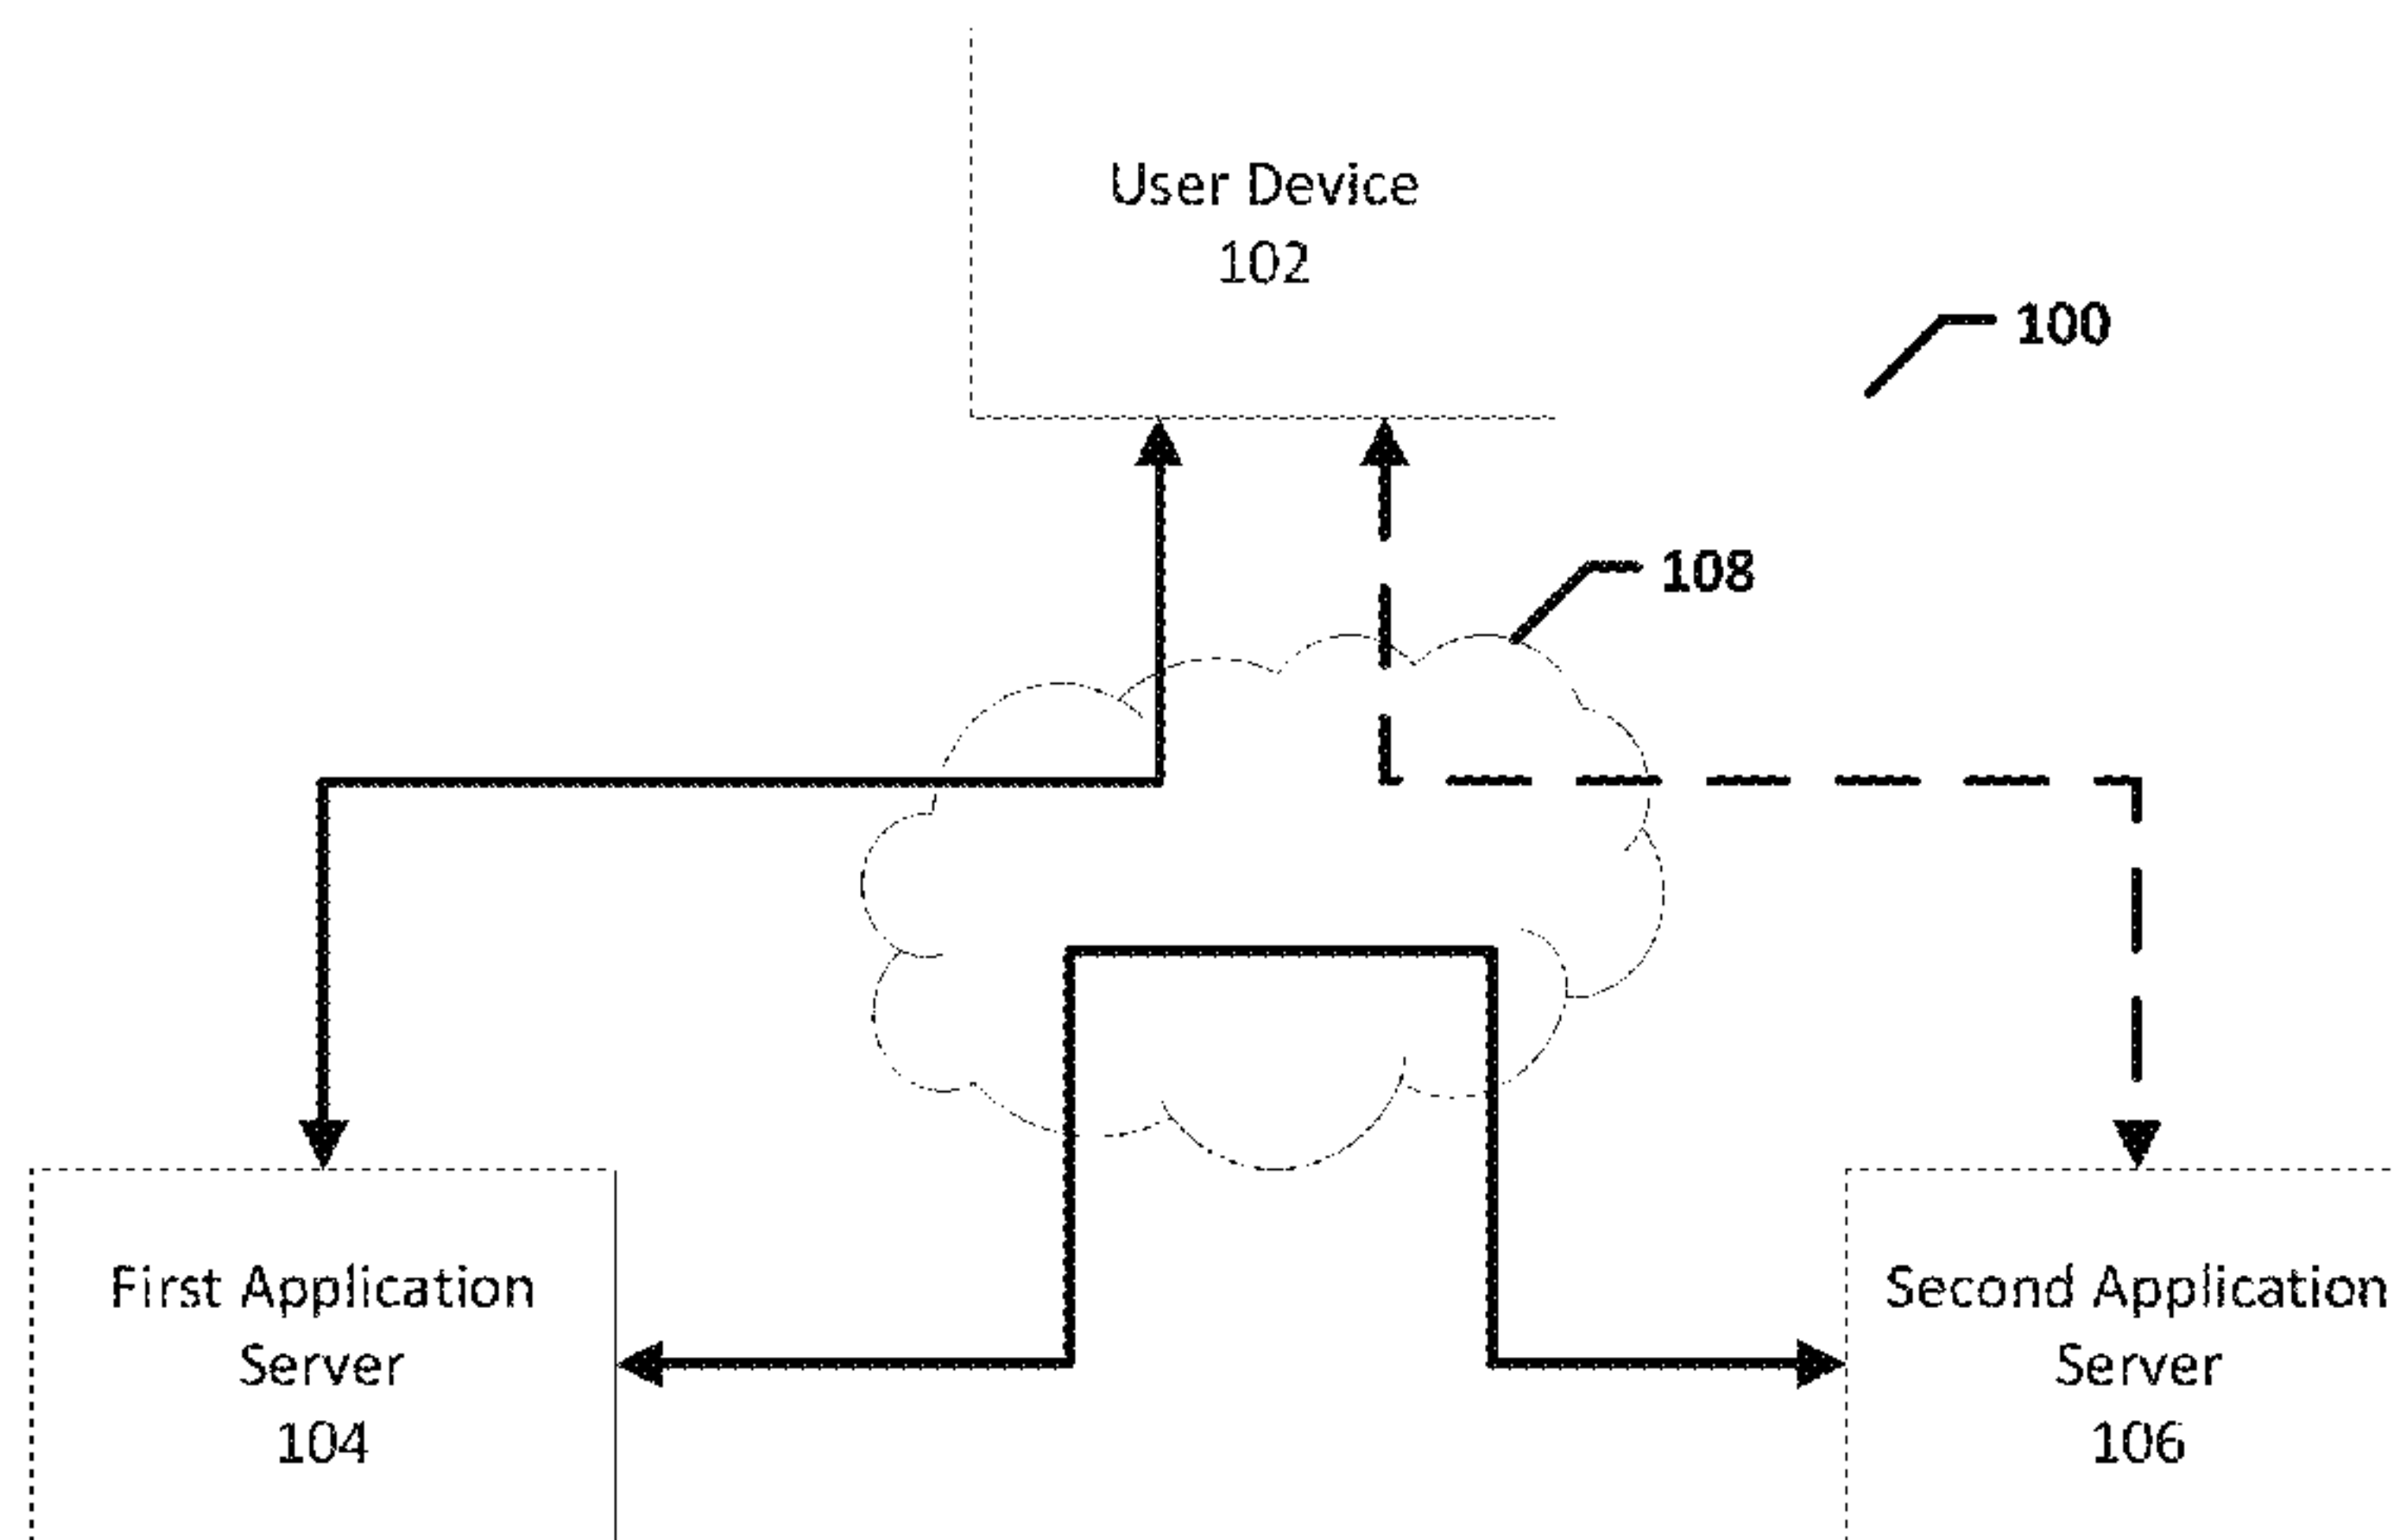 User Device
102
100
108
First Application
Server
104
Second Application
Server
106